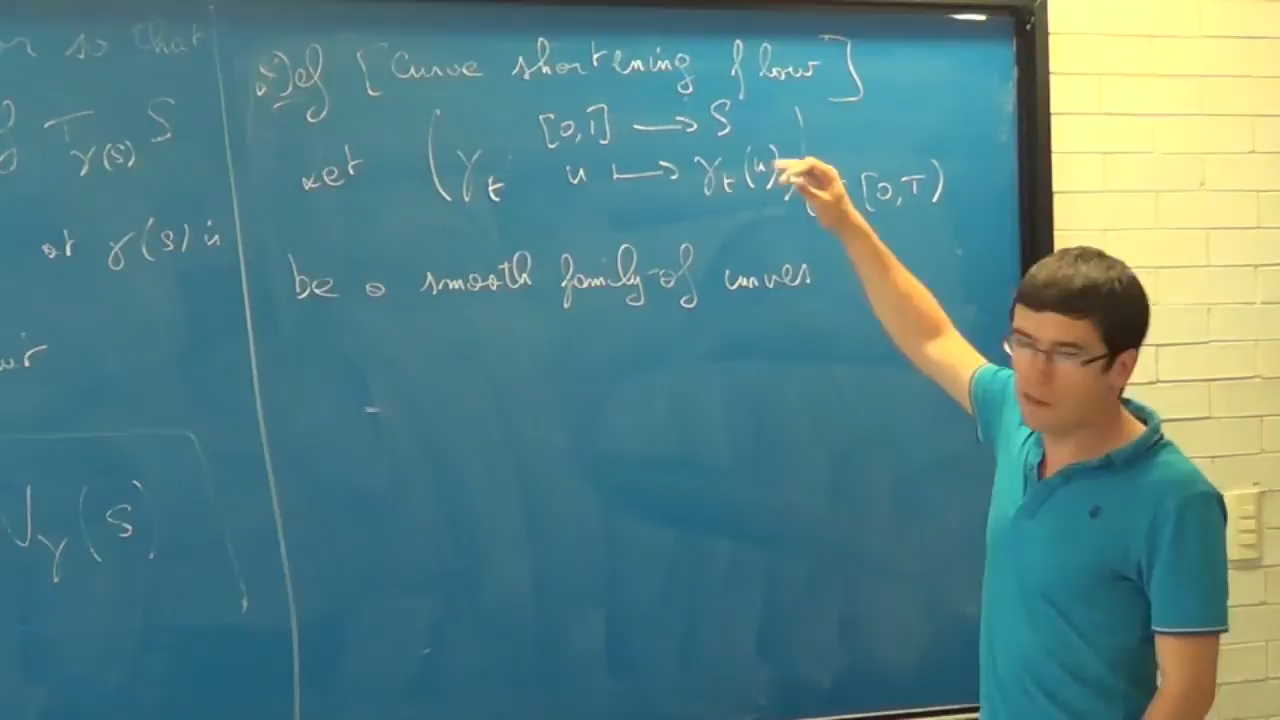 so that
T_γ(s) S
at γ(s) is
N_γ(s)
Def [Curve shortening flow]
[0,1] → S
Let (γ_t u ↦ γ_t(u)) [0,T)
be a smooth family of curves